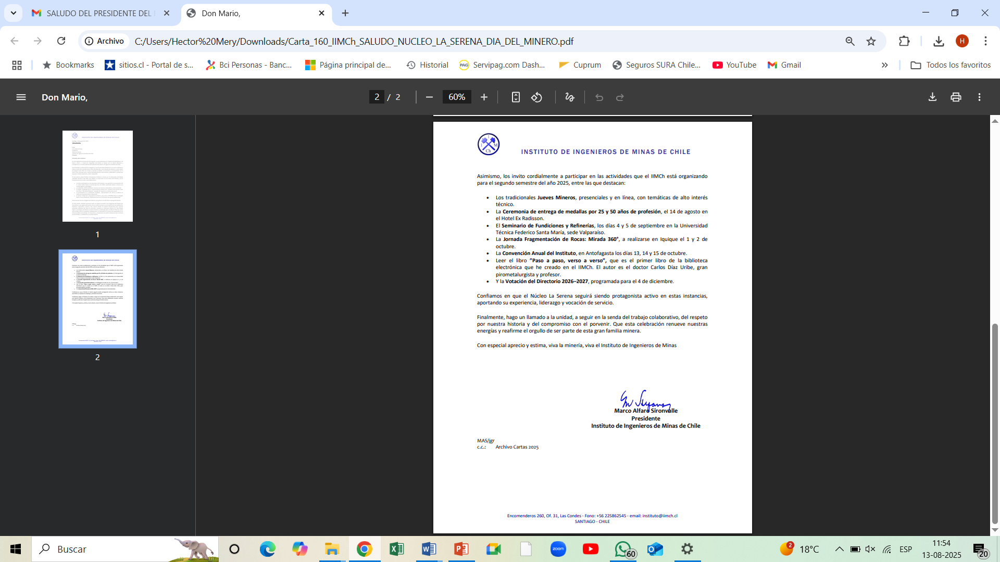 SALUDO DEL PRESIDENTE DEL
Don Mario,
Archivo
C:/Users/Hector%20Mery/Downloads/Carta_160_IIMCh_SALUDO_NUCLEO_LA_SERENA_DIA_DEL_MINERO.pdf
H
Bookmarks
sitios.cl - Portal de s...
Bci Personas - Banc...
Página principal de...
Historial
PAG
Servipag.com Dash...
Cuprum
Seguros SURA Chile...
YouTube
Gmail
Todos los favoritos
Don Mario,
2 / 2
60%
1
2
I M
Ch
INSTITUTO DE INGENIEROS DE MINAS DE CHILE
Asimismo, los invito cordialmente a participar en las actividades que el IIMCh está organizando
para el segundo semestre del año 2025, entre las que destacan:
• Los tradicionales Jueves Mineros, presenciales y en línea, con temáticas de alto interés
técnico.
• La Ceremonia de entrega de medallas por 25 y 50 años de profesión, el 14 de agosto en
el Hotel Ex Radisson.
• El Seminario de Fundiciones y Refinerías, los días 4 y 5 de septiembre en la Universidad
Técnica Federico Santa María, sede Valparaíso.
• La Jornada Fragmentación de Rocas: Mirada 360°, a realizarse en Iquique el 1 y 2 de
octubre.
• La Convención Anual del Instituto, en Antofagasta los días 13, 14 y 15 de octubre.
• Leer el libro "Paso a paso, verso a verso", que es el primer libro de la biblioteca
electrónica que he creado en el IIMCh. El autor es el doctor Carlos Díaz Uribe, gran
pirometalurgista y profesor.
• Y la Votación del Directorio 2026–2027, programada para el 4 de diciembre.
Confiamos en que el Núcleo La Serena seguirá siendo protagonista activo en estas instancias,
aportando su experiencia, liderazgo y vocación de servicio.
Finalmente, hago un llamado a la unidad, a seguir en la senda del trabajo colaborativo, del respeto
por nuestra historia y del compromiso con el porvenir. Que esta celebración renueve nuestras
energías y reafirme el orgullo de ser parte de esta gran familia minera.
Con especial aprecio y estima, viva la minería, viva el Instituto de Ingenieros de Minas
Marco Alfaro Sironvalle
Presidente
Instituto de Ingenieros de Minas de Chile
MAS/jgr
c.c.: Archivo Cartas 2025
Encomenderos 260, Of. 31, Las Condes - Fono: +56 225862545 - email: instituto@iimch.cl
SANTIAGO - CHILE
Buscar
zoom
60
2
18°C
ESP
11:54
13-08-2025
20